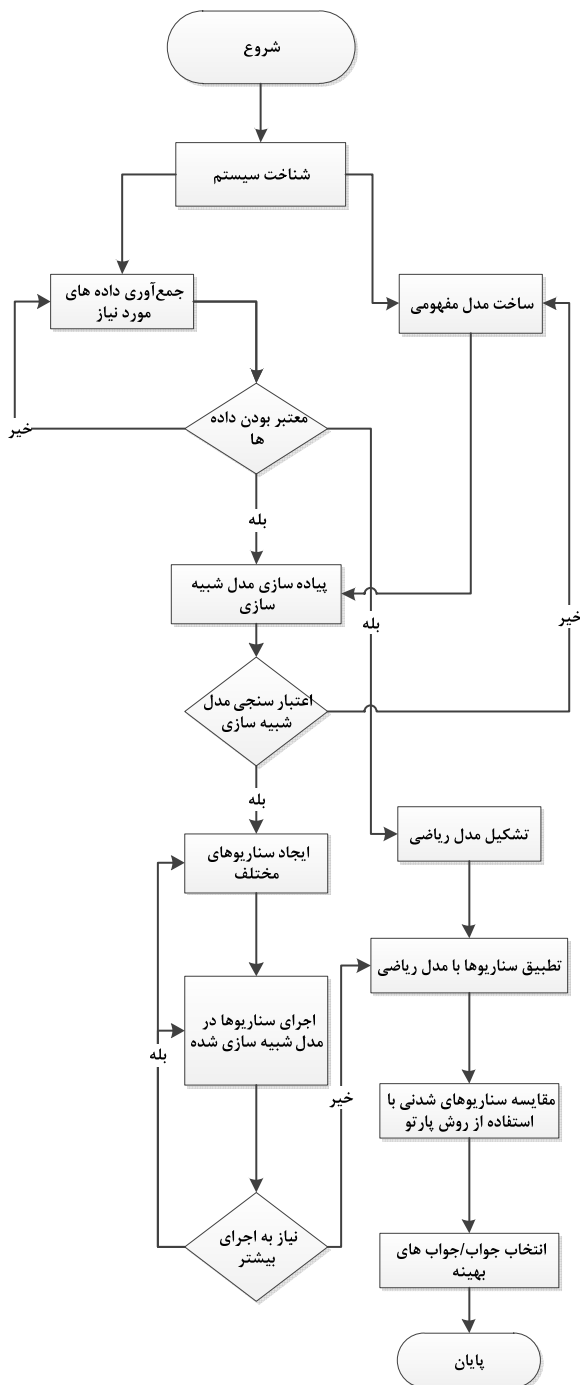 شروع
شناخت سیستم
جمع‌آوری داده های
مورد نیاز
ساخت مدل مفهومی
معتبر بودن داده
ها
خیر
بله
پیاده سازی مدل شبیه
سازی
بله
خیر
اعتبار سنجی مدل
شبیه سازی
بله
ایجاد سناریوهای
مختلف
تشکیل مدل ریاضی
تطبیق سناریوها با مدل ریاضی
اجرای سناریوها در
مدل شبیه سازی شده
بله
خیر
مقایسه سناریوهای شدنی با
استفاده از روش پارتو
نیاز به اجرای
بیشتر
انتخاب جواب/جواب های
بهینه
پایان